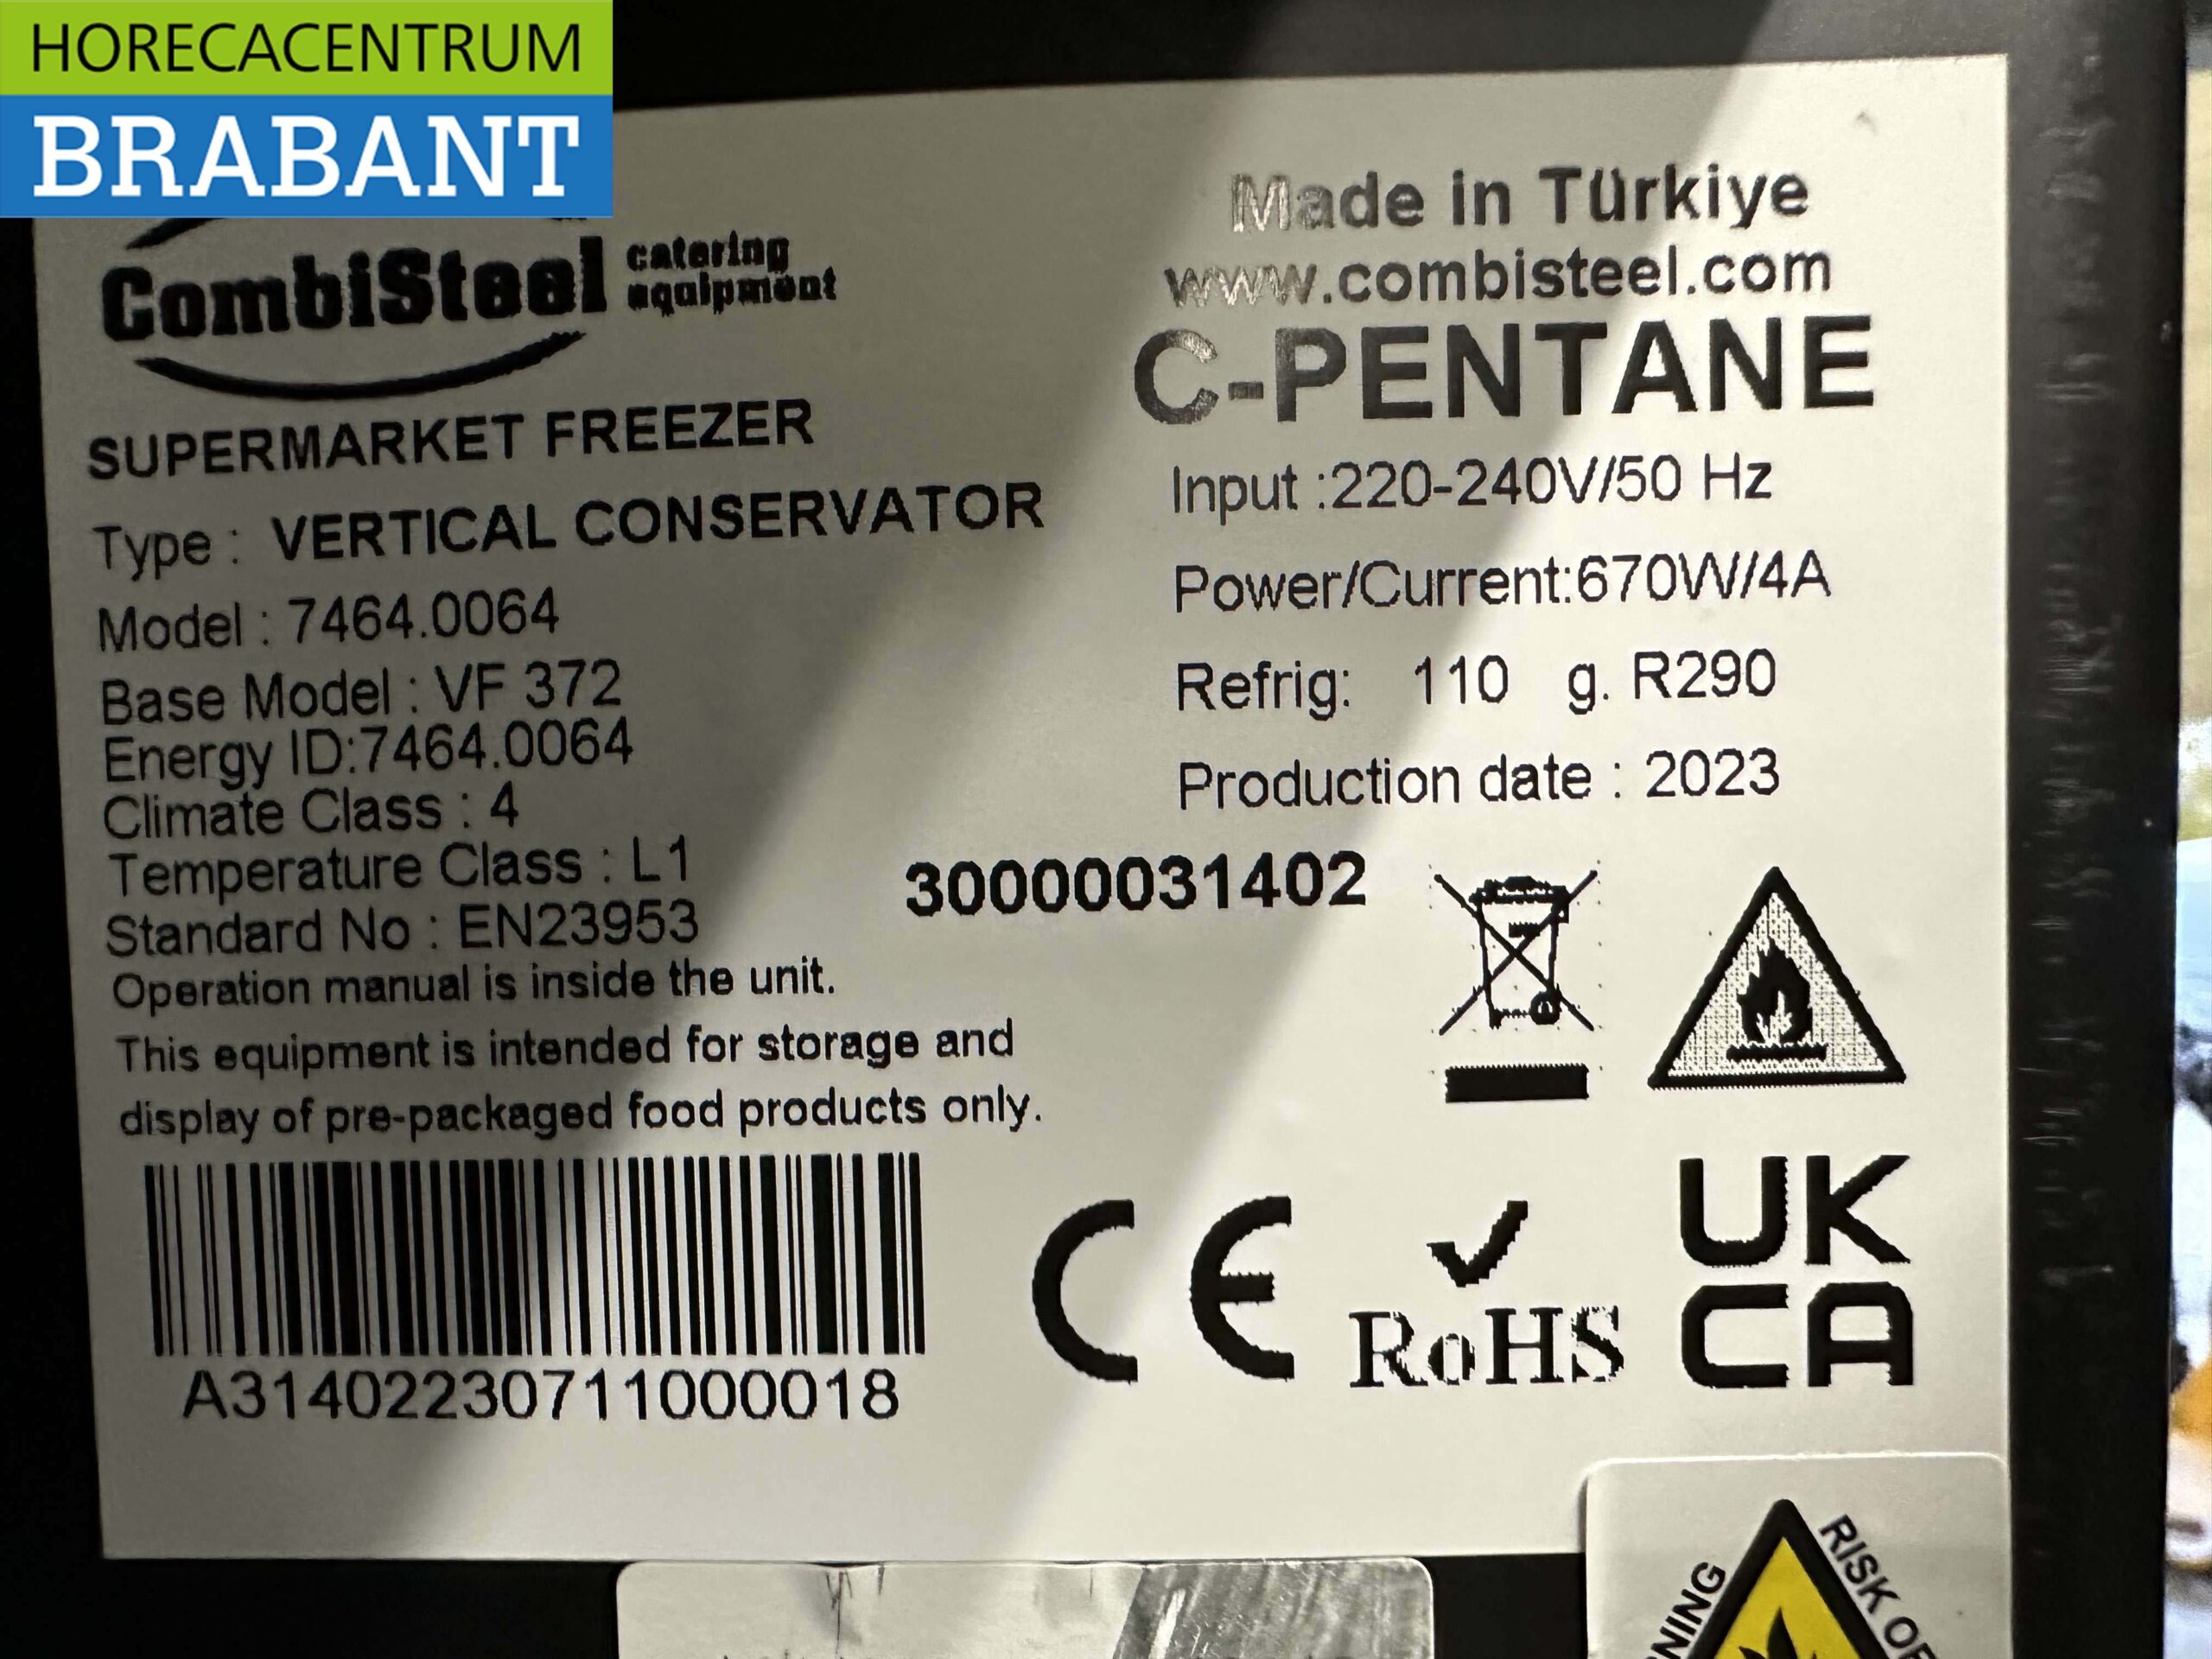 HORECACENTRUM
BRABANT
CombiSteel catering equipment
SUPERMARKET FREEZER
Type : VERTICAL CONSERVATOR
Model : 7464.0064
Base Model : VF 372
Energy ID:7464.0064
Climate Class : 4
Temperature Class : L1
Standard No : EN23953
Operation manual is inside the unit.
This equipment is intended for storage and
display of pre-packaged food products only.
A31402230711000018
Made in Türkiye
www.combisteel.com
C-PENTANE
Input :220-240V/50 Hz
Power/Current:670W/4A
Refrig: 110 g. R290
Production date : 2023
30000031402
CE
RoHS
UK
CA
RISK OF